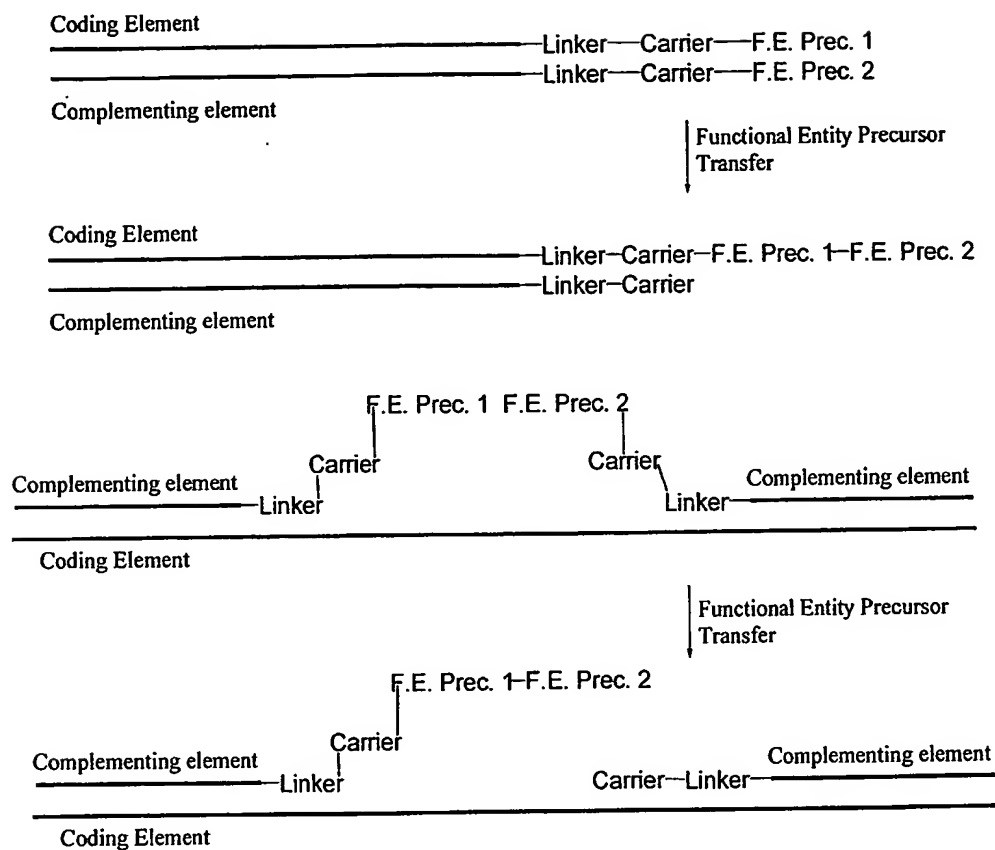 Coding Element
Linker—Carrier—F.E. Prec. 1
Linker—Carrier—F.E. Prec. 2
Complementing element
Functional Entity Precursor
Transfer
Coding Element
Linker–Carrier–F.E. Prec. 1–F.E. Prec. 2
Linker–Carrier
Complementing element
F.E. Prec. 1 F.E. Prec. 2
Carrier Carrier
Complementing element Complementing element
Linker Linker
Coding Element
Functional Entity Precursor
Transfer
F.E. Prec. 1–F.E. Prec. 2
Carrier
Complementing element Complementing element
Linker Carrier–Linker
Coding Element